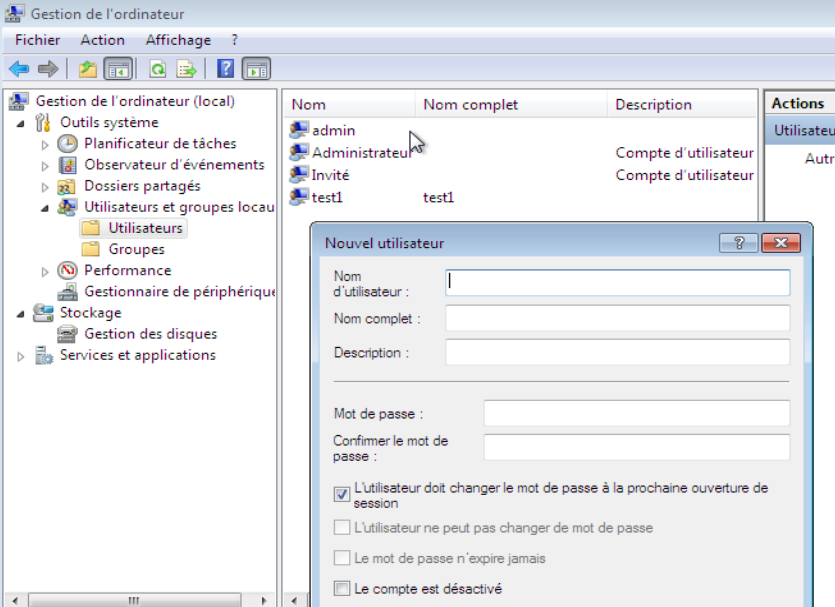 Gestion de l'ordinateur
Fichier Action Affichage ?
Gestion de l'ordinateur (local)
Outils système
Planificateur de tâches
Observateur d'événements
Dossiers partagés
Utilisateurs et groupes locau
Utilisateurs
Groupes
Performance
Gestionnaire de périphérique
Stockage
Gestion des disques
Services et applications
Nom Nom complet Description
admin
Administrateur Compte d'utilisateur
Invité Compte d'utilisateur
test1 test1
Actions
Utilisateu
Autr
Nouvel utilisateur
Nom
d'utilisateur :
Nom complet :
Description :
Mot de passe :
Confirmer le mot de
passe :
L'utilisateur doit changer le mot de passe à la prochaine ouverture de
session
L'utilisateur ne peut pas changer de mot de passe
Le mot de passe n'expire jamais
Le compte est désactivé